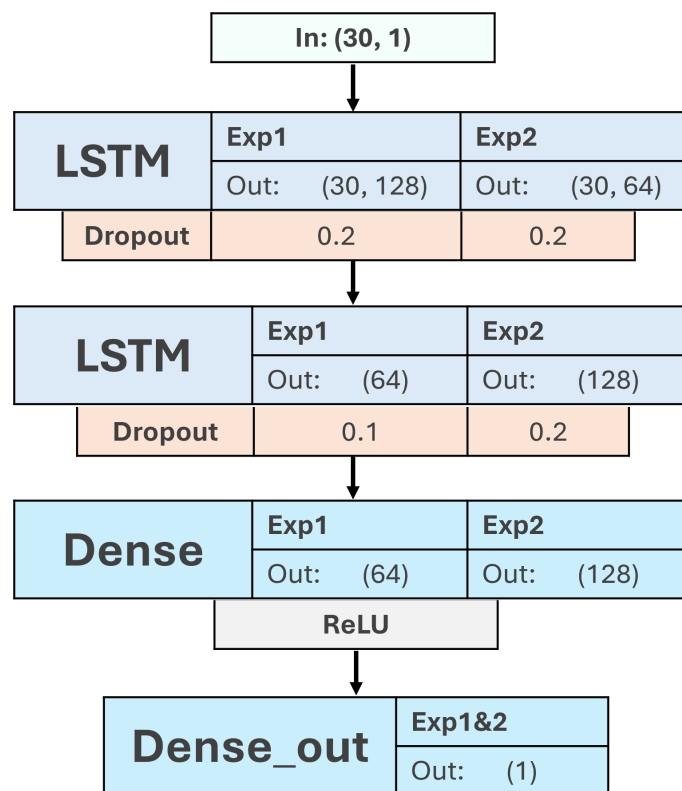 In: (30, 1)
LSTM
Exp1 Exp2
Out: (30, 128) Out: (30, 64)
Dropout 0.2 0.2
LSTM
Exp1 Exp2
Out: (64) Out: (128)
Dropout 0.1 0.2
Dense
Exp1 Exp2
Out: (64) Out: (128)
ReLU
Dense_out
Exp1&2
Out: (1)